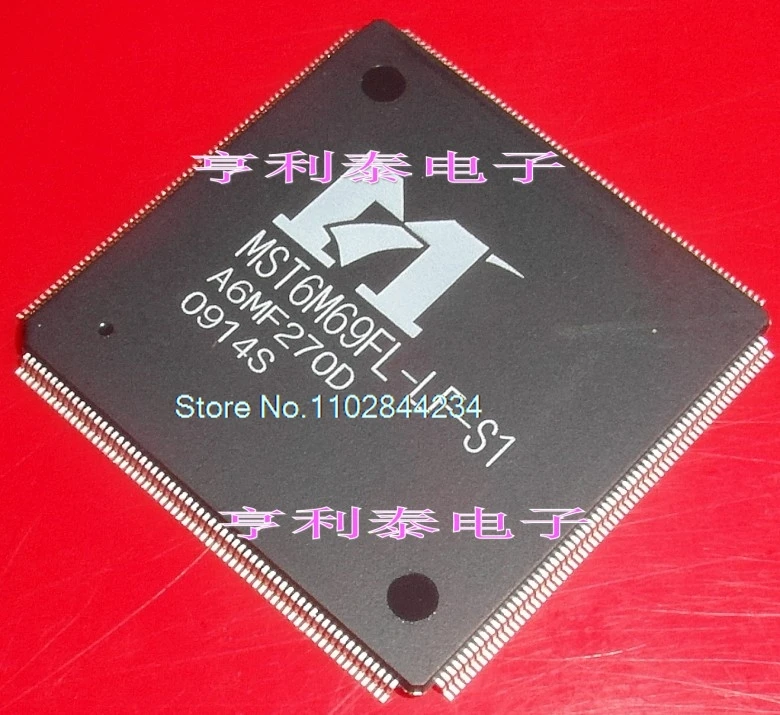 亨利泰电子
MST6M69FL-LF-S1
A6MF270D
0914S
Store No.:1102844234
亨利泰电子